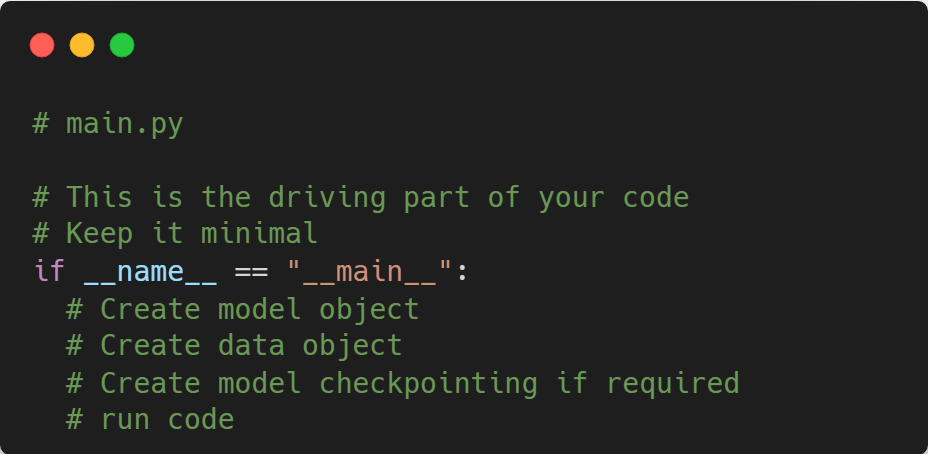 # main.py
# This is the driving part of your code
# Keep it minimal
if __name__ == "__main__":
  # Create model object
  # Create data object
  # Create model checkpointing if required
  # run code